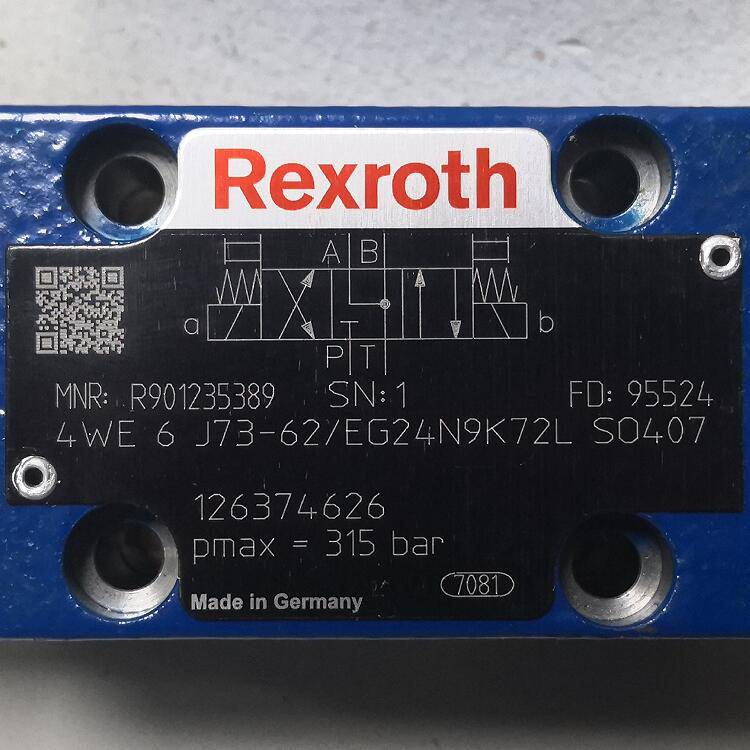 Rexroth
A B
a b
P T
MNR: R901235389 SN: 1 FD: 95524
4WE 6 J73-62/EG24N9K72L SO407
126374626
pmax = 315 bar
Made in Germany 7081